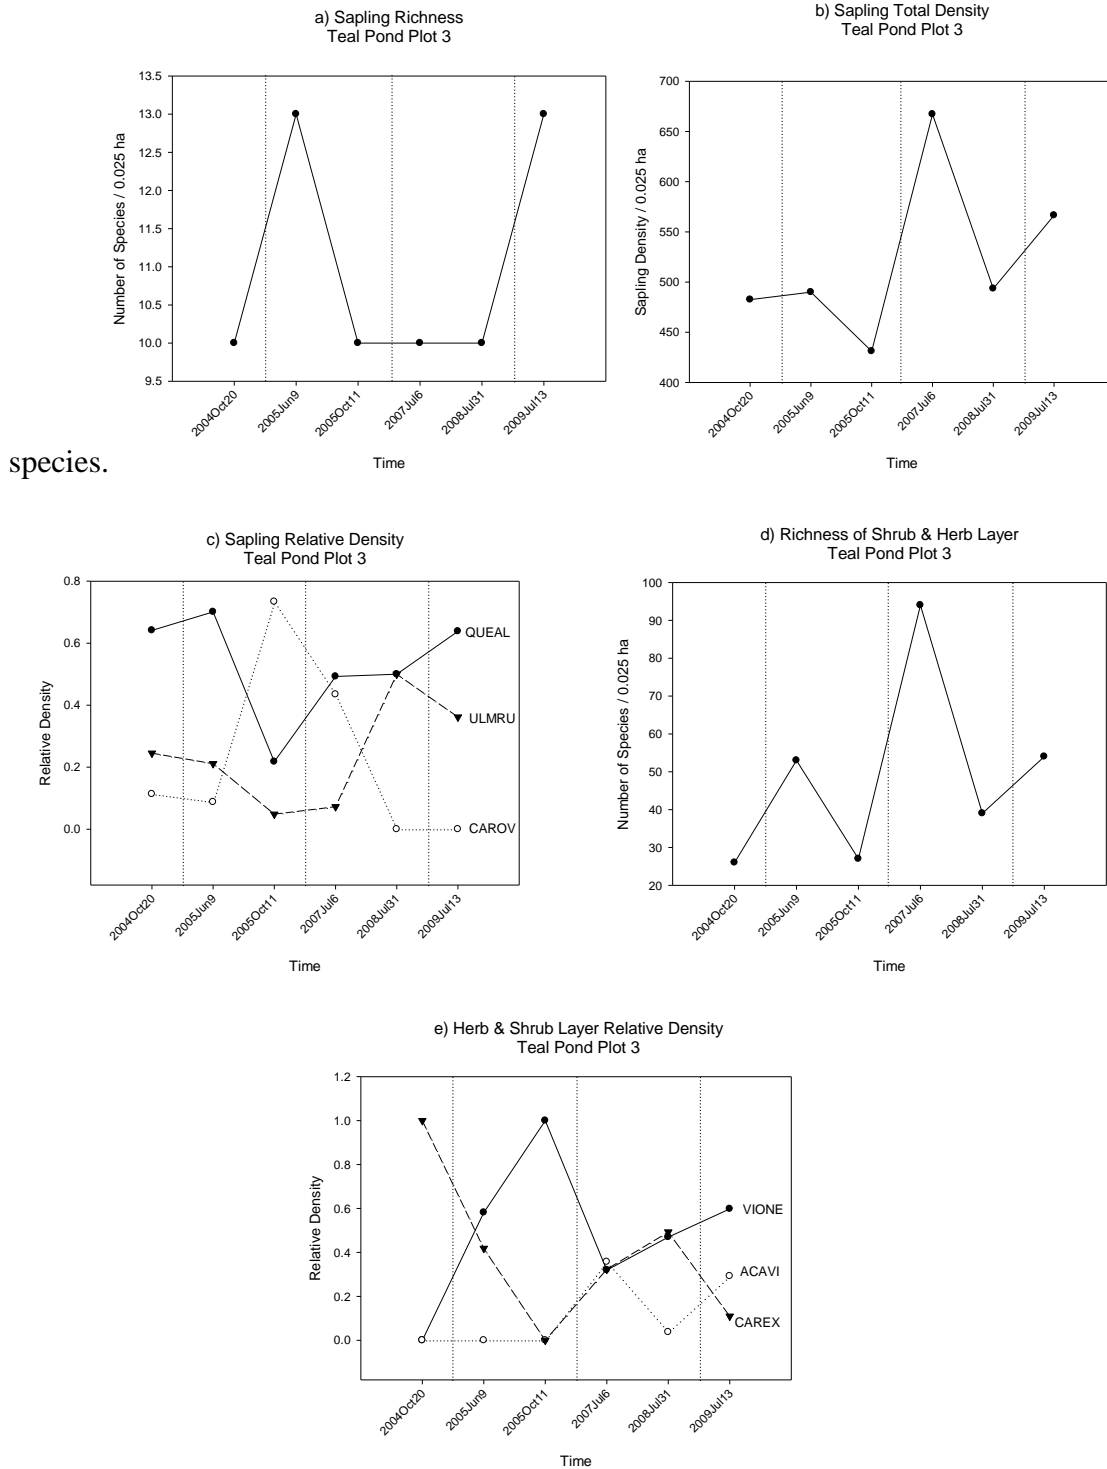 a) Sapling Richness
Teal Pond Plot 3
Number of Species / 0.025 ha
13.5
13.0
12.5
12.0
11.5
11.0
10.5
10.0
9.5
2004Oct20
2005Jun9
2005Oct11
2007Jul6
2008Jul31
2009Jul13
Time
b) Sapling Total Density
Teal Pond Plot 3
Sapling Density / 0.025 ha
700
650
600
550
500
450
400
2004Oct20
2005Jun9
2005Oct11
2007Jul6
2008Jul31
2009Jul13
Time
species.
c) Sapling Relative Density
Teal Pond Plot 3
Relative Density
0.8
0.6
0.4
0.2
0.0
QUEAL
ULMRU
CAROV
2004Oct20
2005Jun9
2005Oct11
2007Jul6
2008Jul31
2009Jul13
Time
d) Richness of Shrub & Herb Layer
Teal Pond Plot 3
Number of Species / 0.025 ha
100
90
80
70
60
50
40
30
20
2004Oct20
2005Jun9
2005Oct11
2007Jul6
2008Jul31
2009Jul13
Time
e) Herb & Shrub Layer Relative Density
Teal Pond Plot 3
Relative Density
1.2
1.0
0.8
0.6
0.4
0.2
0.0
VIONE
ACAVI
CAREX
2004Oct20
2005Jun9
2005Oct11
2007Jul6
2008Jul31
2009Jul13
Time